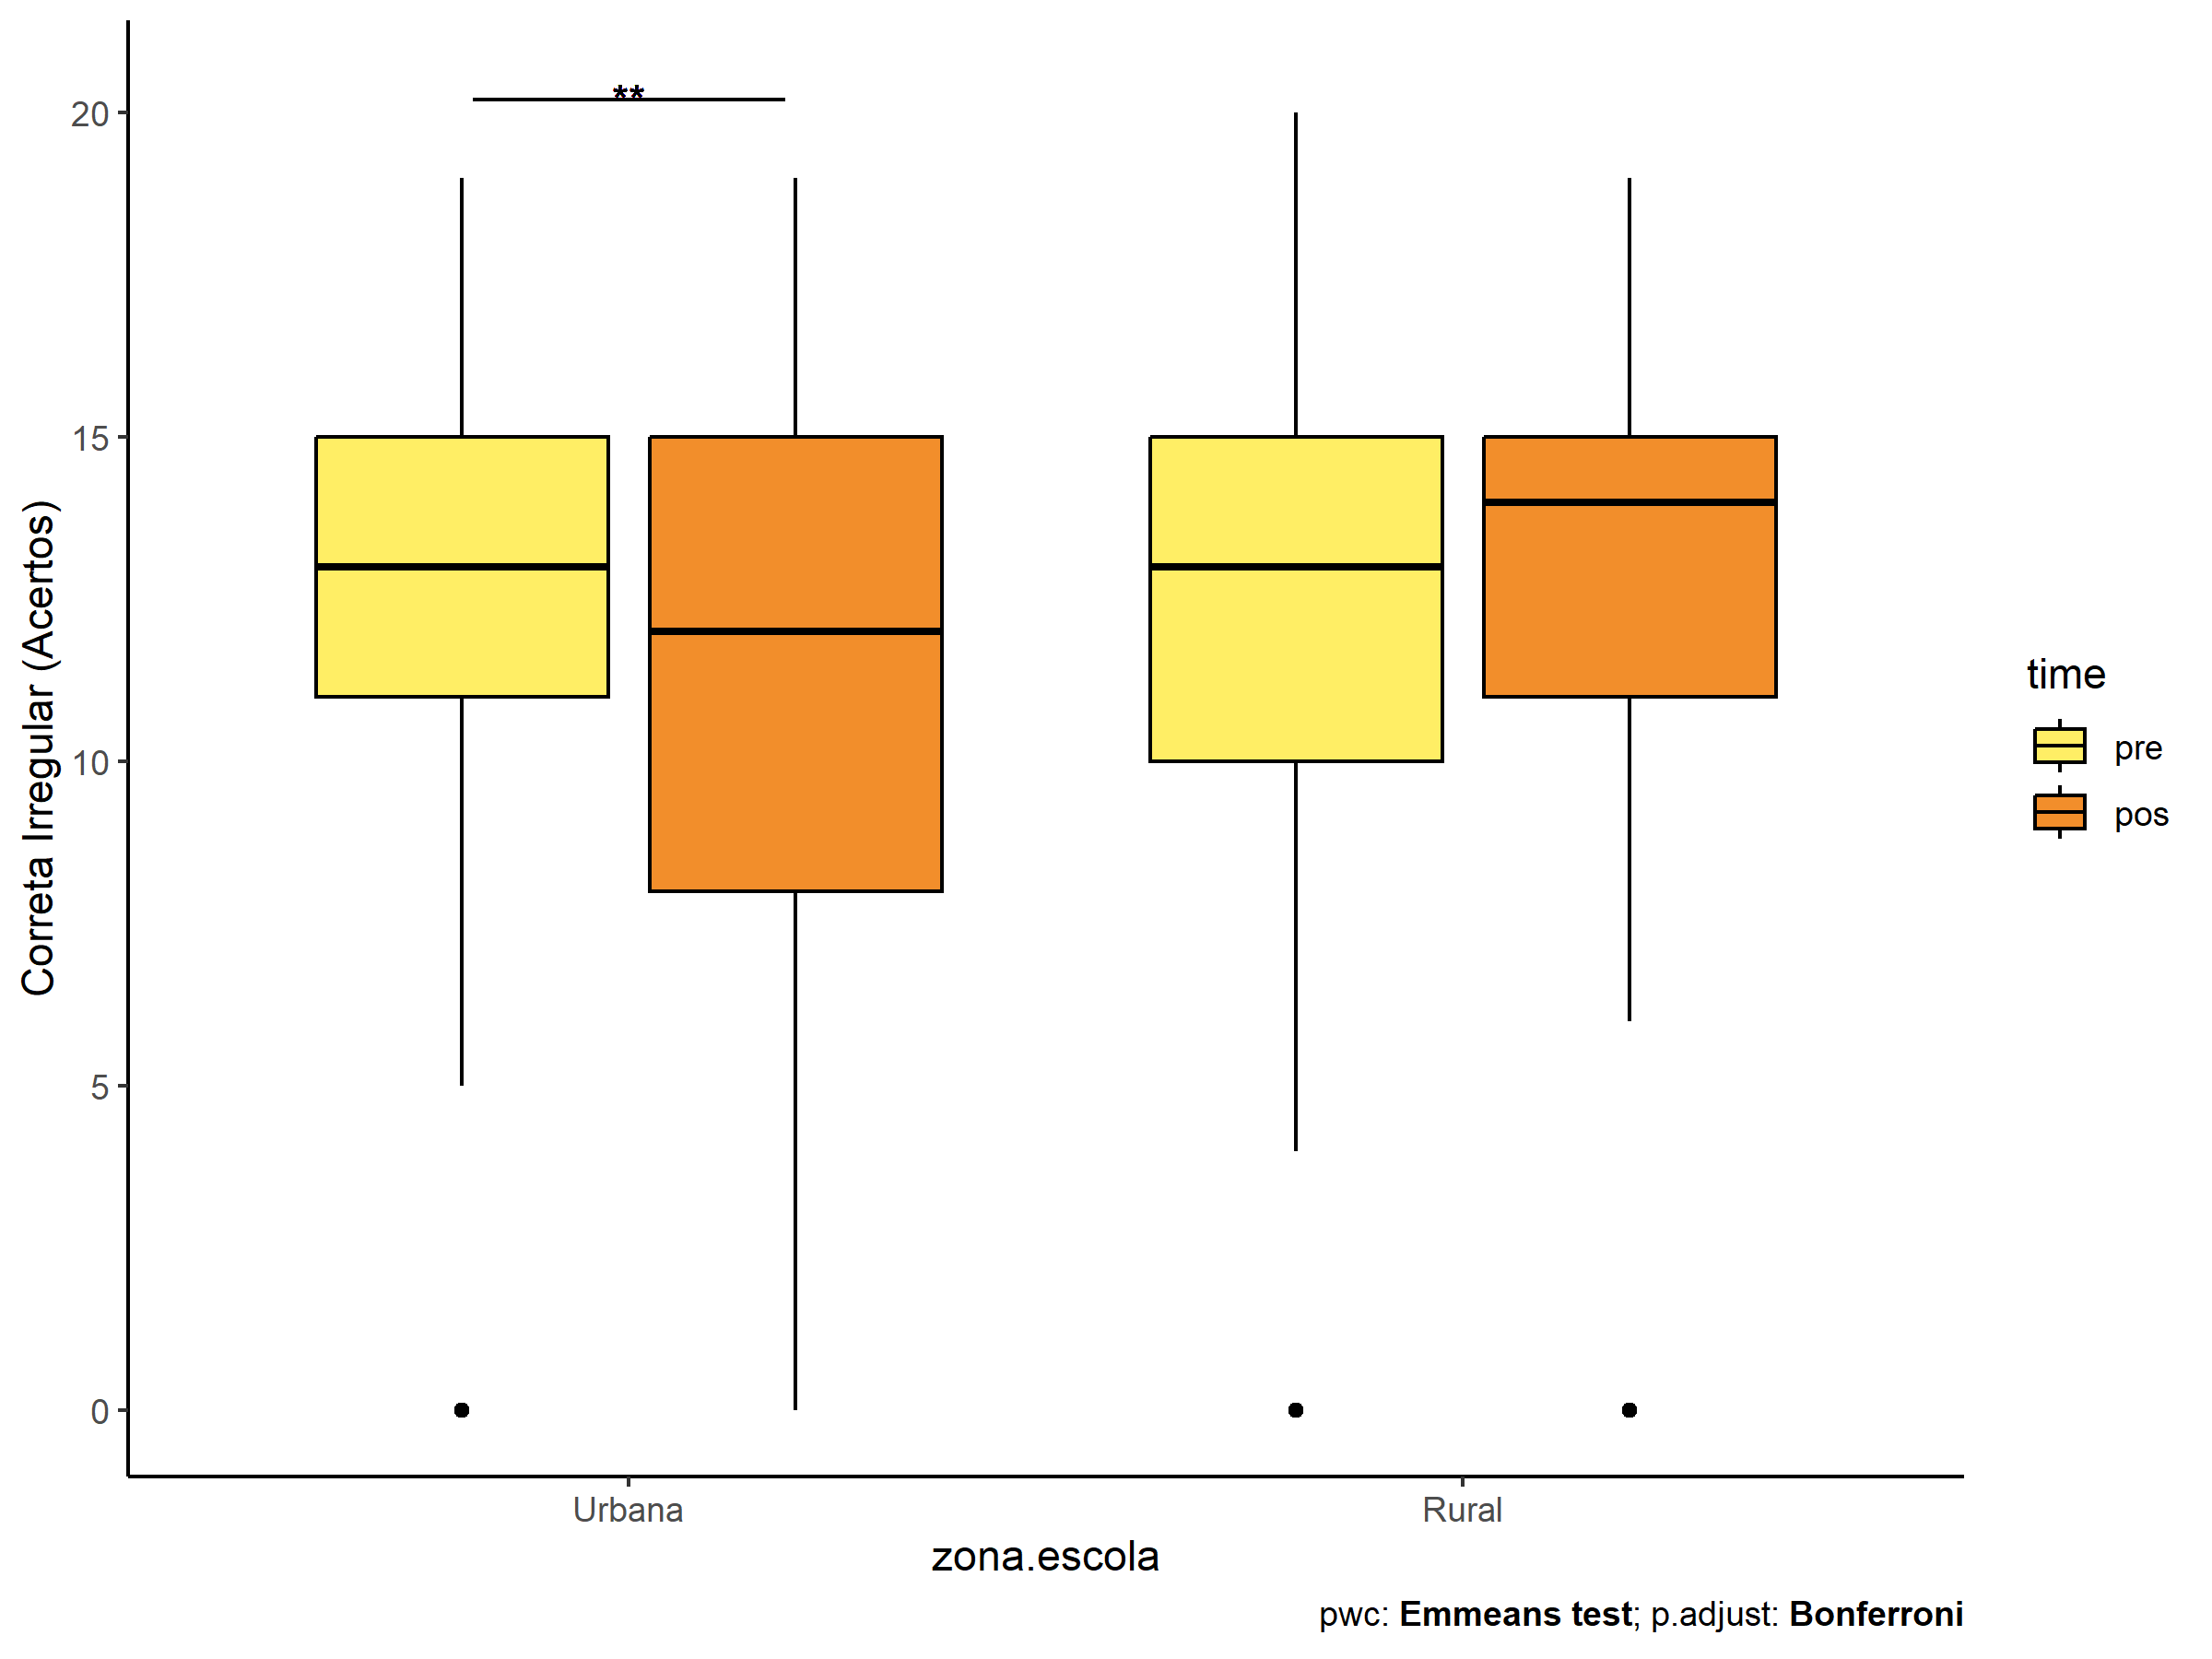 **
20
15
10
5
0
Correta Irregular (Acertos)
Urbana
Rural
zona.escola
time
pre
pos
pwc: Emmeans test; p.adjust: Bonferroni